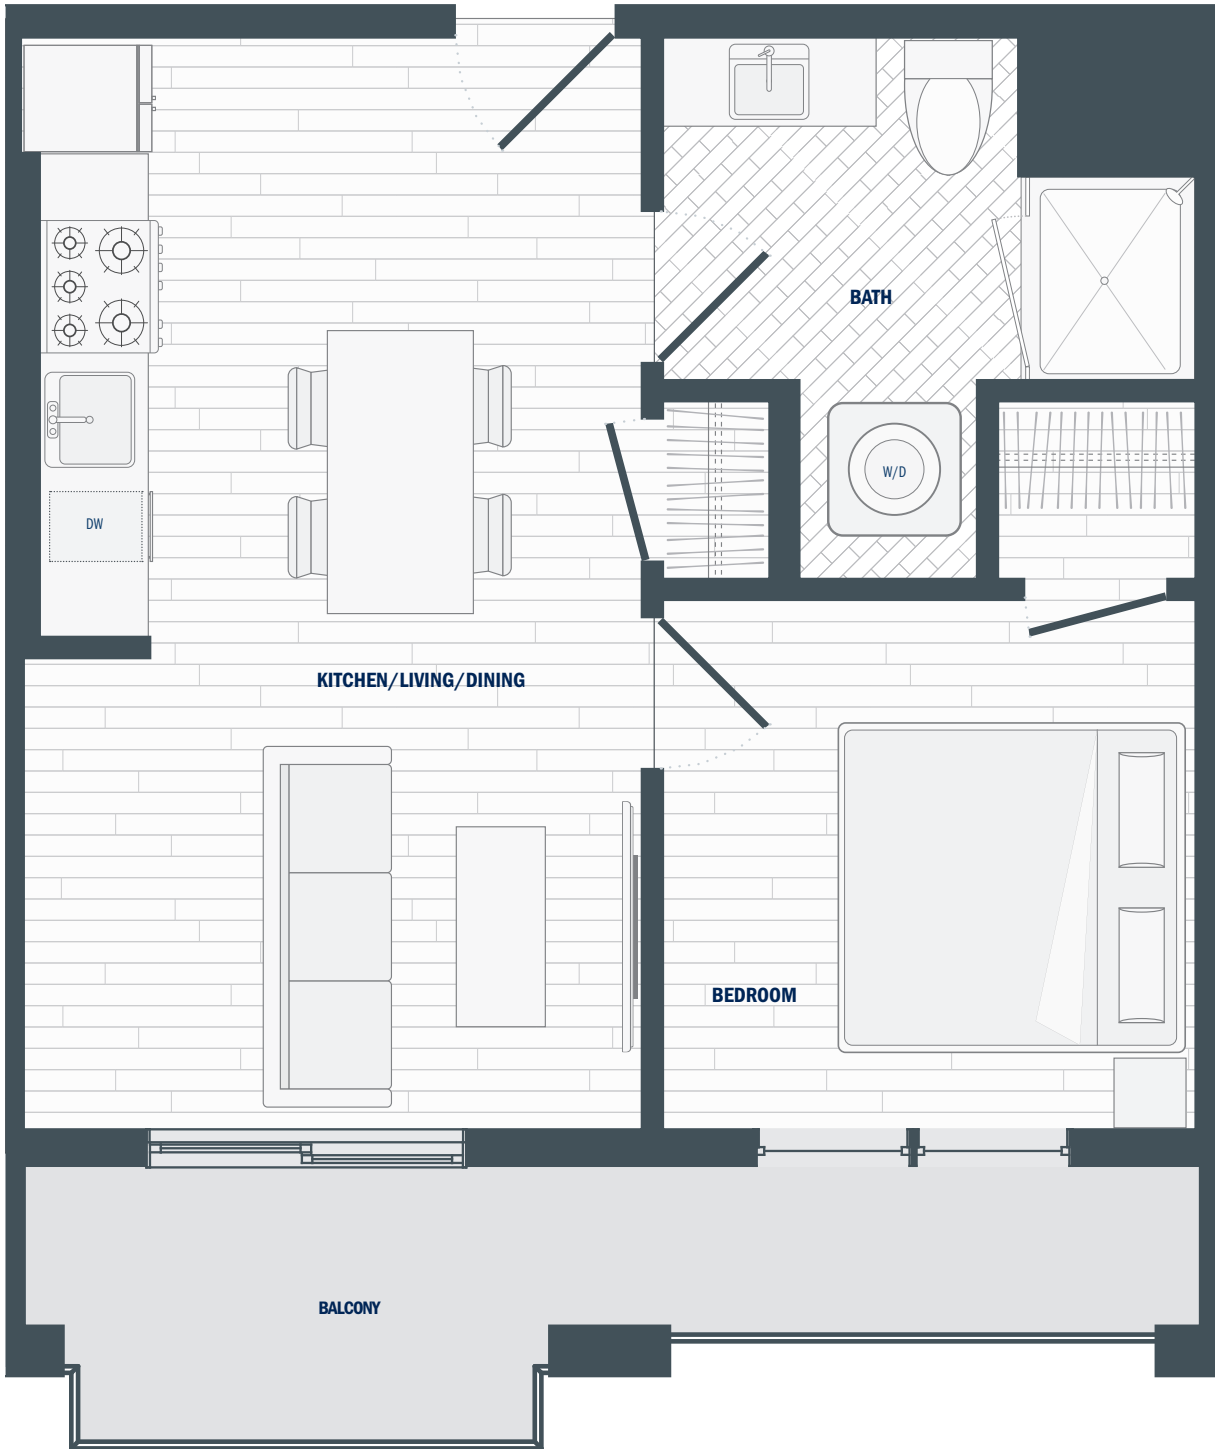 BATH
W/D
DW
KITCHEN/LIVING/DINING
BEDROOM
BALCONY